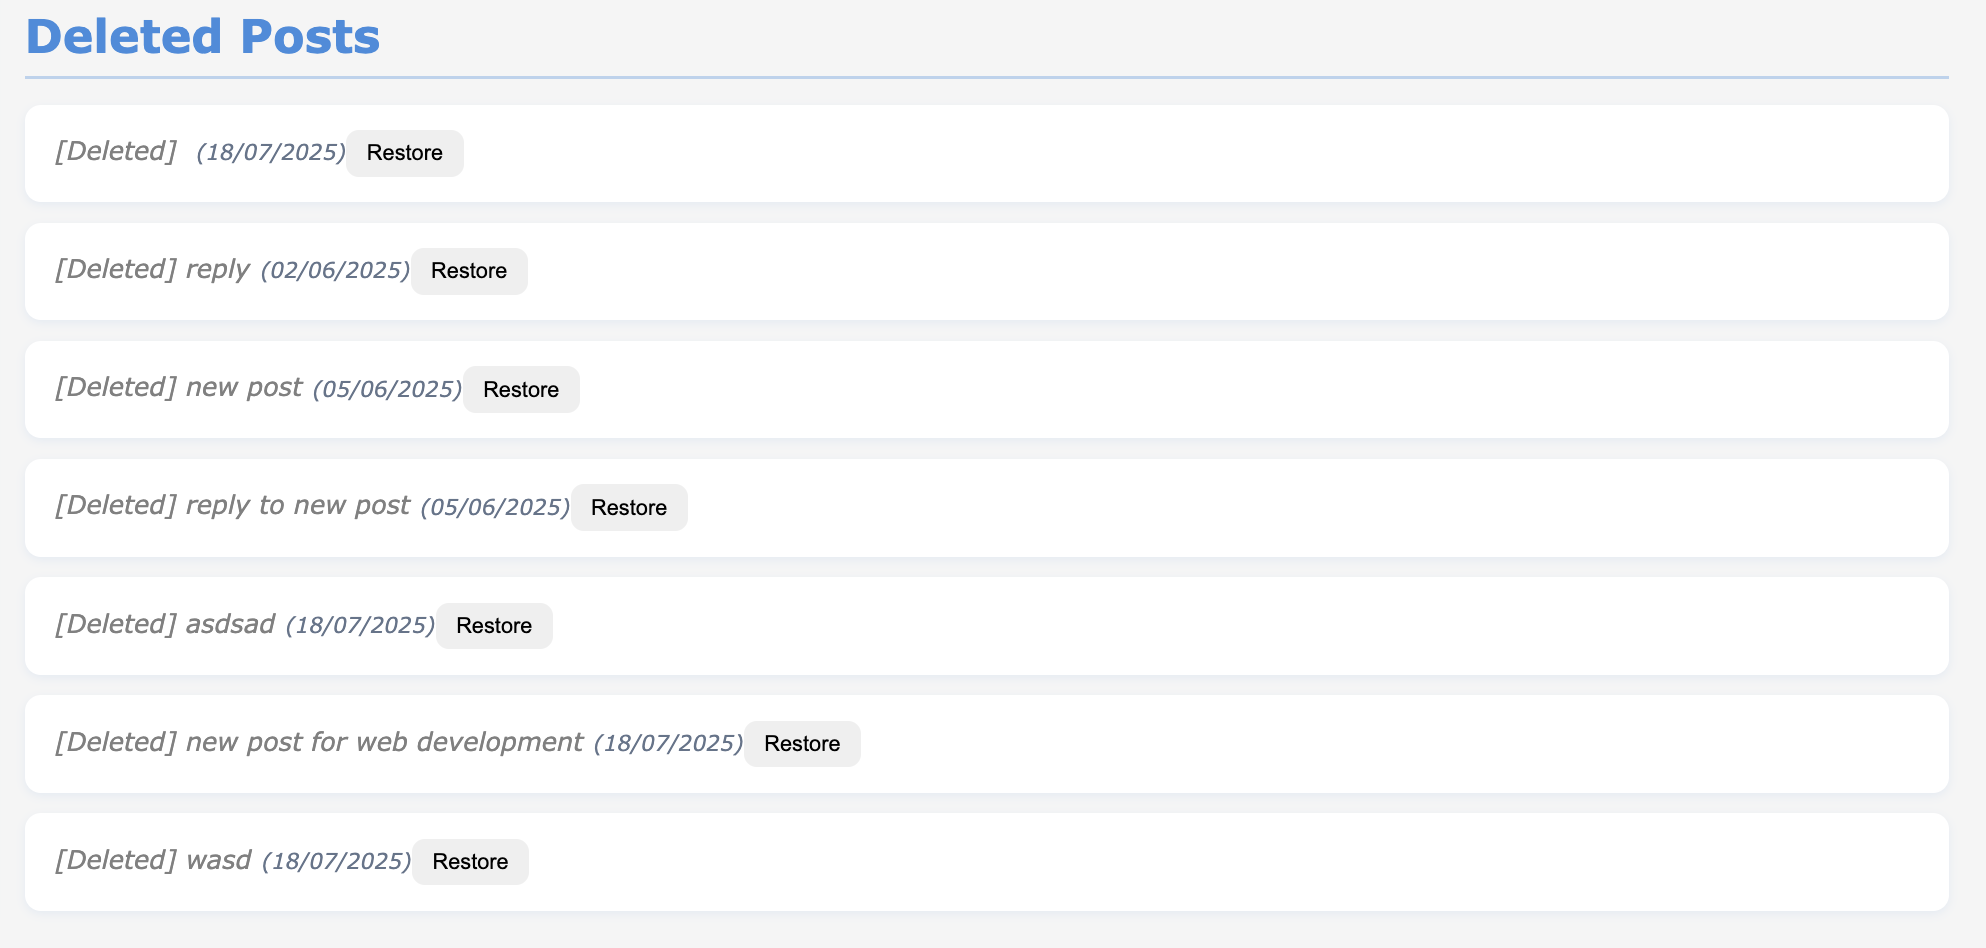 Deleted Posts
[Deleted] (18/07/2025) Restore
[Deleted] reply (02/06/2025) Restore
[Deleted] new post (05/06/2025) Restore
[Deleted] reply to new post (05/06/2025) Restore
[Deleted] asdsad (18/07/2025) Restore
[Deleted] new post for web development (18/07/2025) Restore
[Deleted] wasd (18/07/2025) Restore